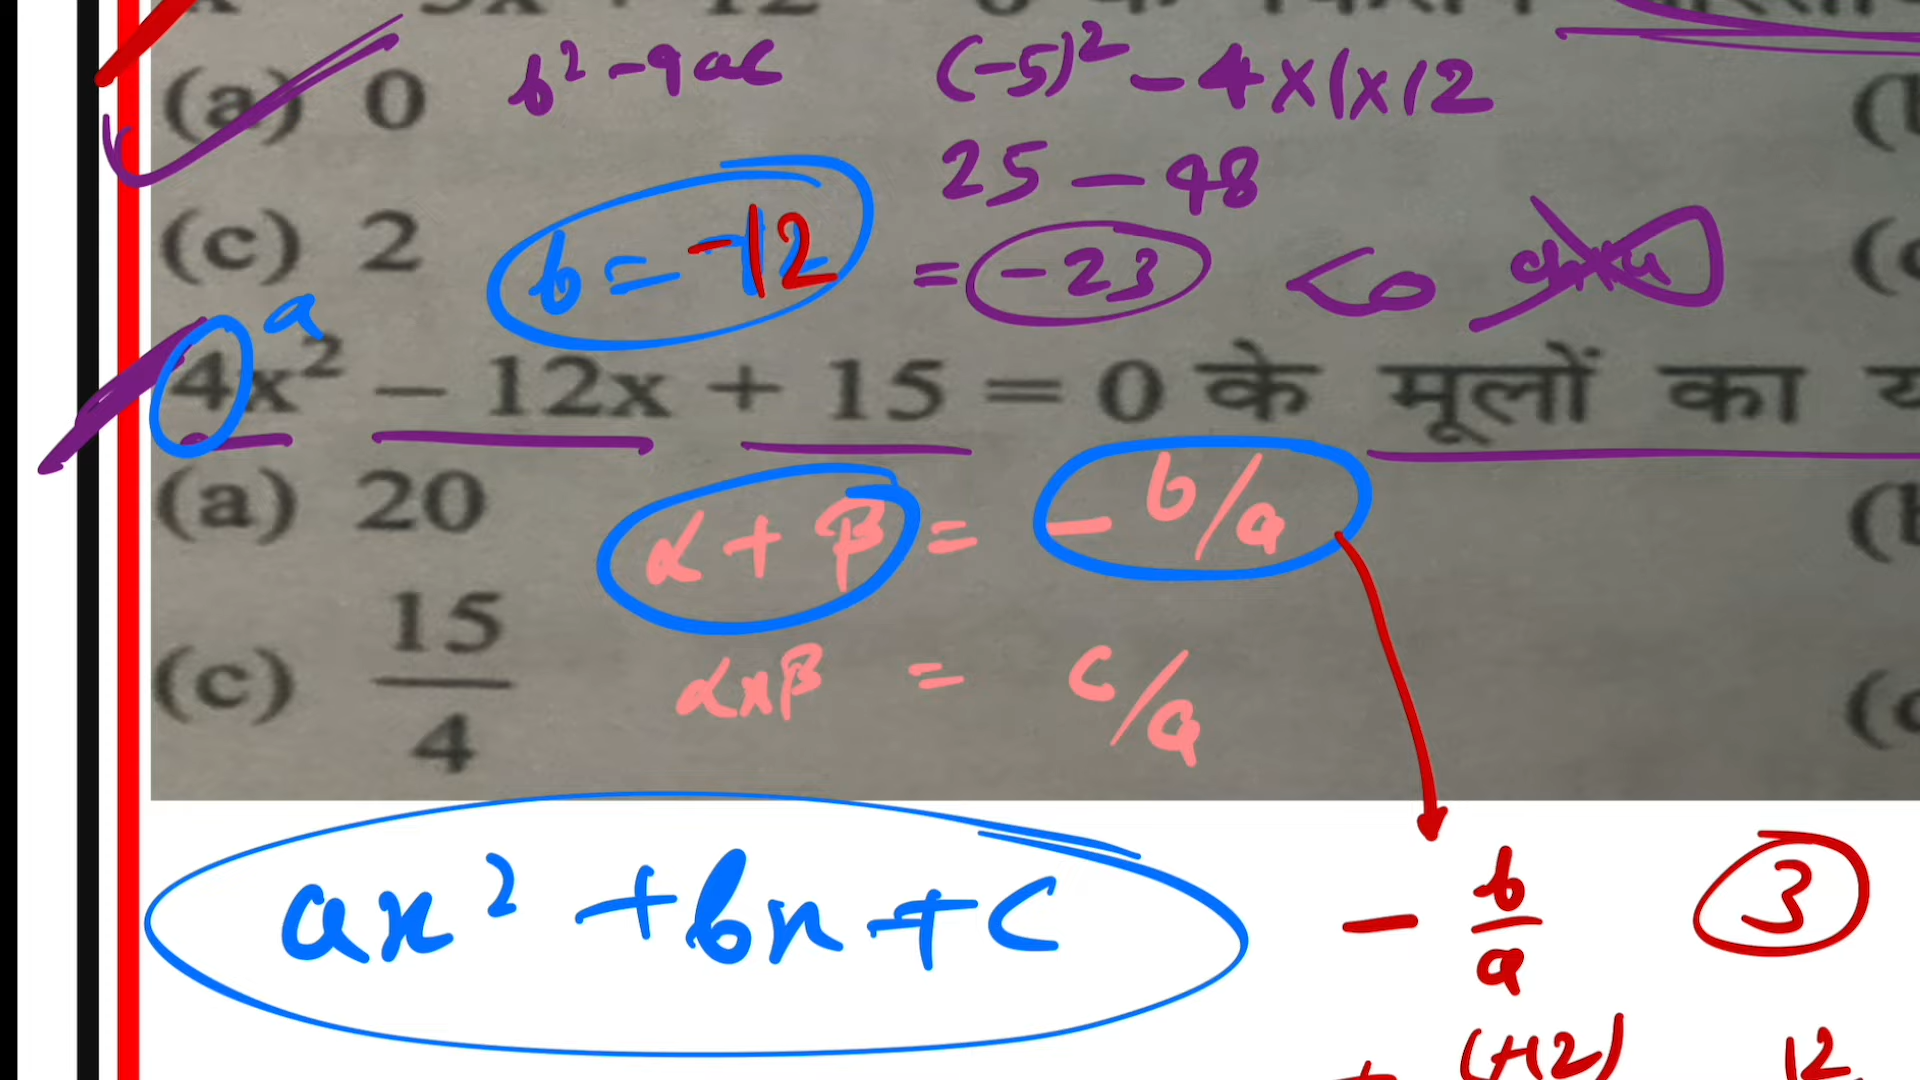 (a) 0 b² - 4ac (-5)² - 4×1×12
25 - 48
(c) 2 b = -12 = -23 < 0
a
4x² - 12x + 15 = 0 के मूलों का
(a) 20 α + β = - b/a
(c) 15/4 α×β = c/a
ax² + bx + c - b/a 3
(+12) 12